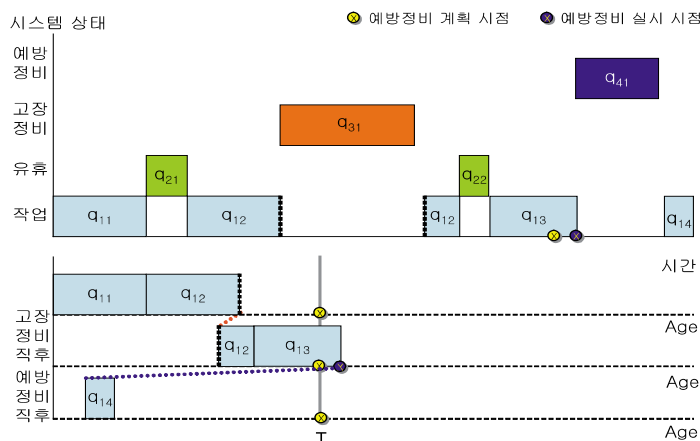 시스템 상태
예방정비 계획 시점 예방정비 실시 시점
예방
정비
q41
고장
정비
q31
유휴
q21 q22
작업
q11 q12 q12 q13 q14
시간
q11 q12
Age
고장
정비
직후
q12 q13
Age
예방
정비
직후
q14
Age
T